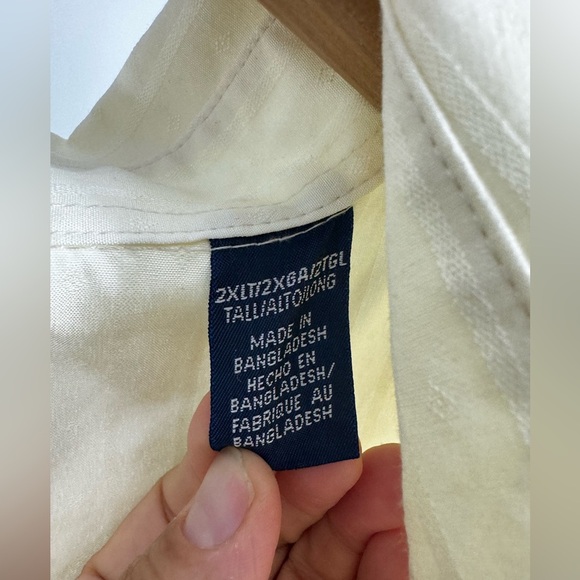 2XLT/2XGA/2TGL
TALL/ALTO/LONG
MADE IN
BANGLADESH
HECHO EN
BANGLADESH/
FABRIQUE AU
BANGLADESH